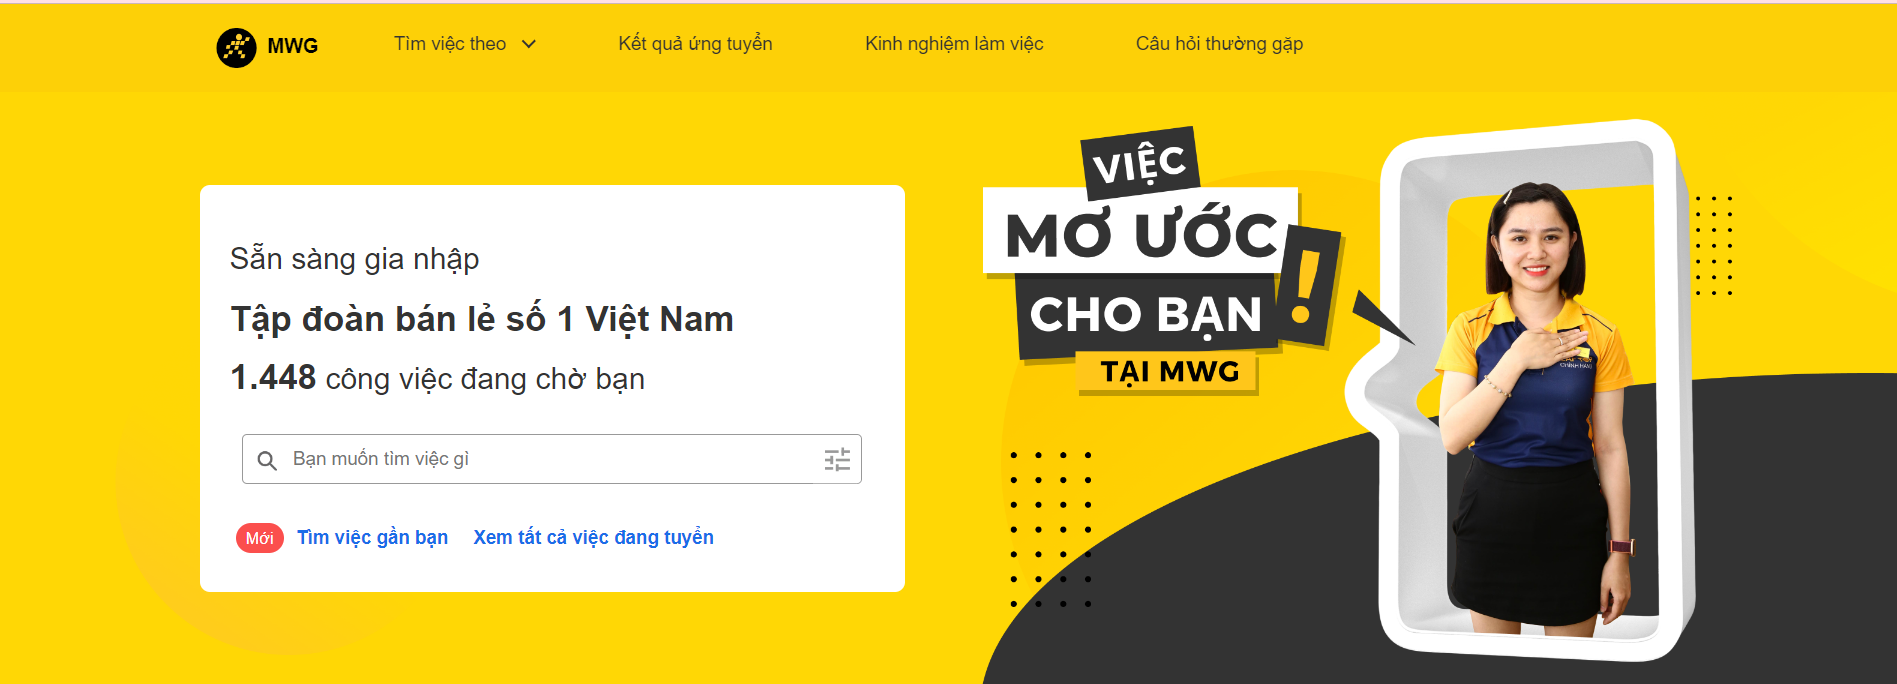 MWG
Tìm việc theo
Kết quả ứng tuyển
Kinh nghiệm làm việc
Câu hỏi thường gặp
Sẵn sàng gia nhập
Tập đoàn bán lẻ số 1 Việt Nam
1.448 công việc đang chờ bạn
Bạn muốn tìm việc gì
Mới Tìm việc gần bạn Xem tất cả việc đang tuyển
VIỆC
MƠ ƯỚC
CHO BẠN!
TẠI MWG